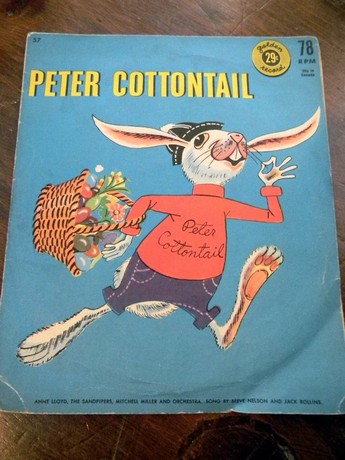 57
golden
29¢
record
78
RPM
PETER COTTONTAIL
Peter
Cottontail
ANNE LLOYD, THE SANDPIPERS, MITCHELL MILLER AND ORCHESTRA, SONG BY STEVE NELSON AND JACK ROLLINS.